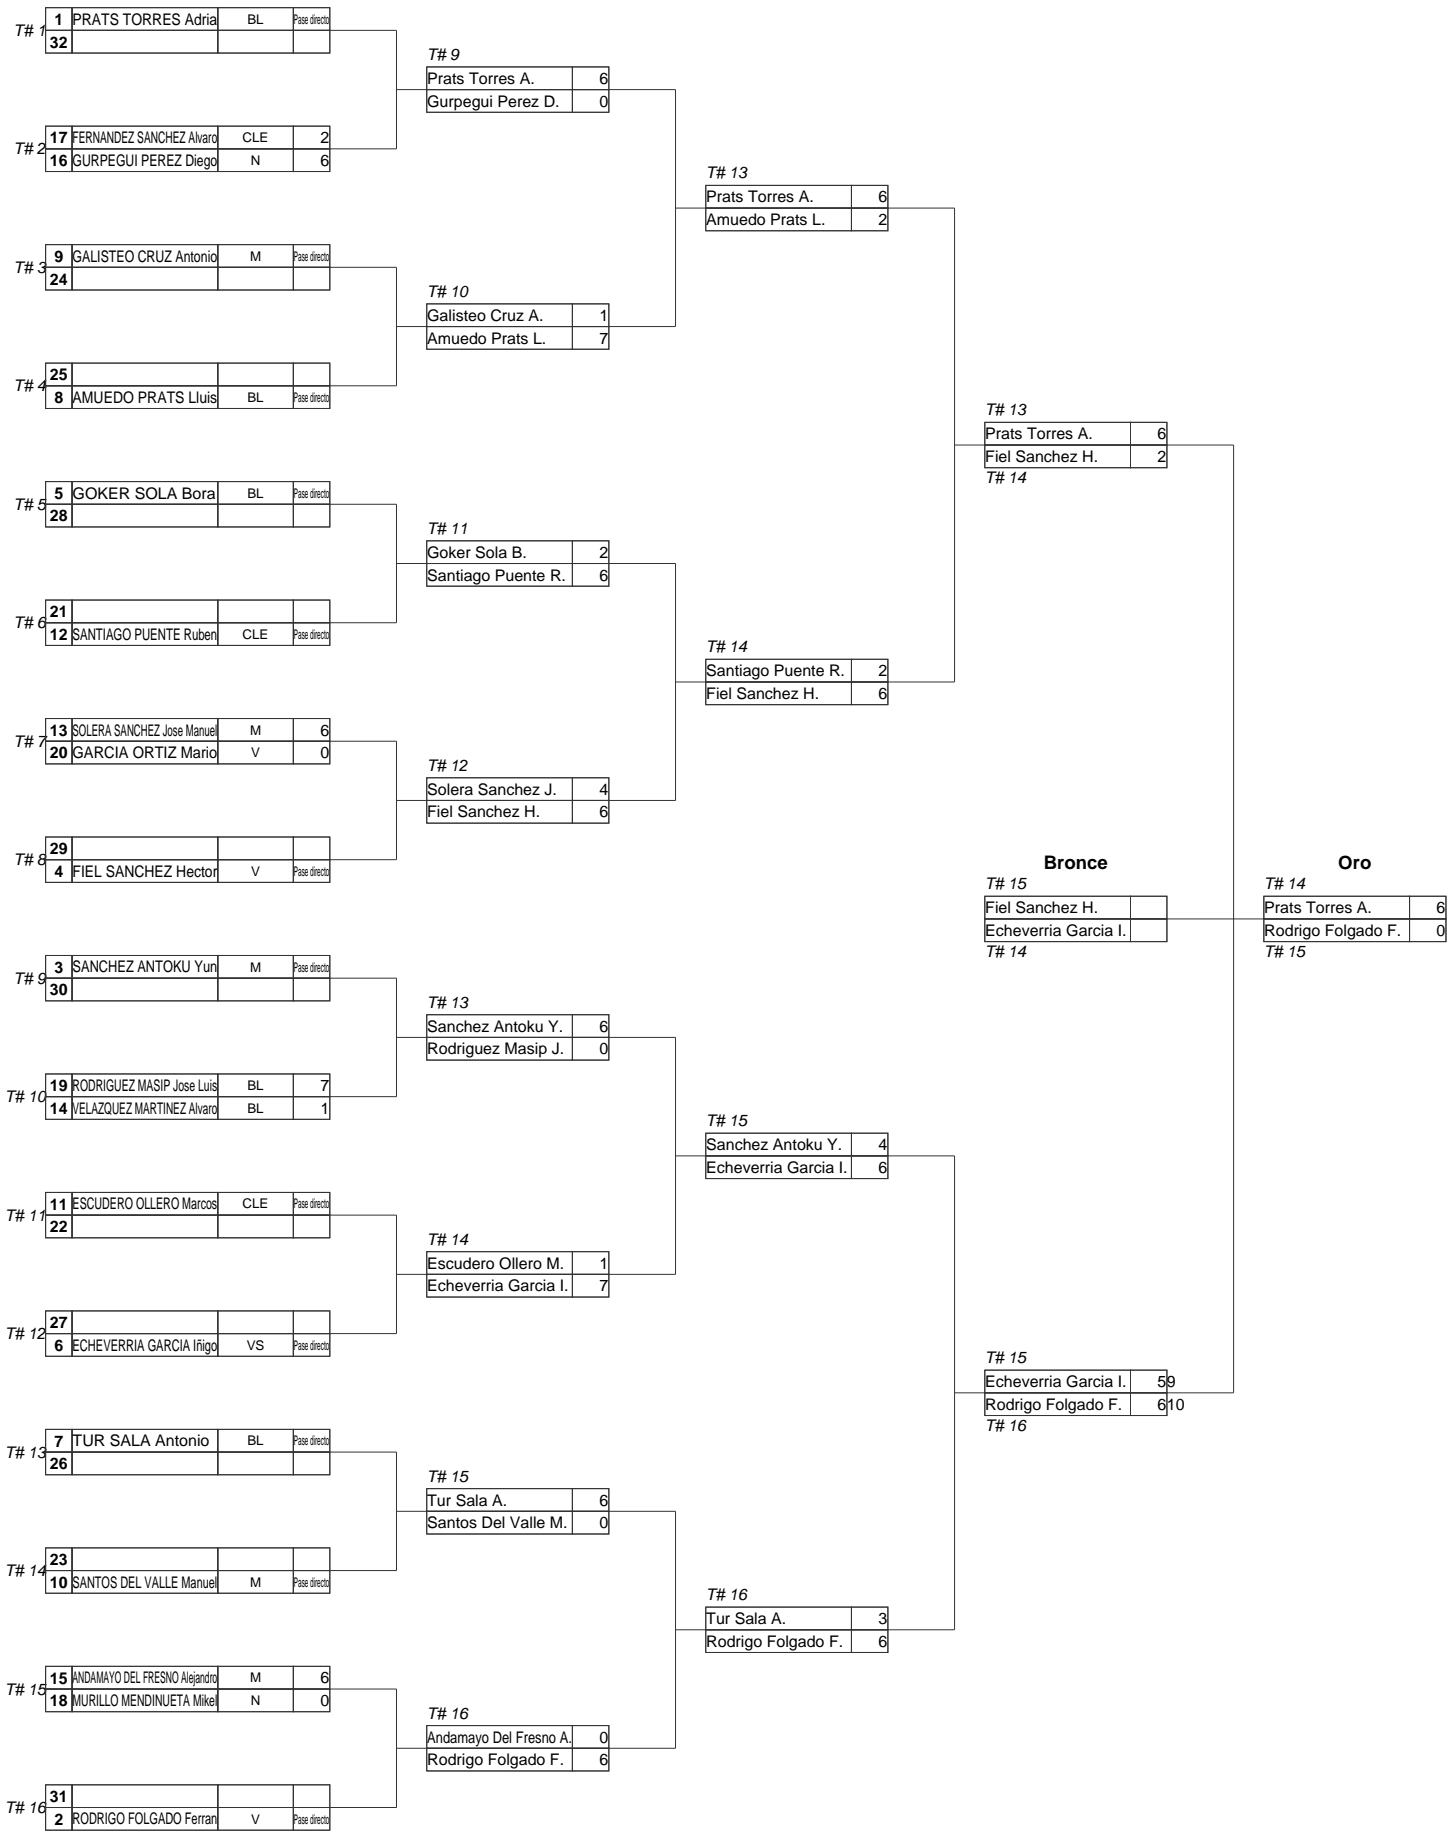 T# 1
1 PRATS TORRES Adria BL Pase directo
32
T# 2
17 FERNANDEZ SANCHEZ Alvaro CLE 2
16 GURPEGUI PEREZ Diego N 6
T# 3
9 GALISTEO CRUZ Antonio M Pase directo
24
T# 4
25
8 AMUEDO PRATS Lluis BL Pase directo
T# 5
5 GOKER SOLA Bora BL Pase directo
28
T# 6
21
12 SANTIAGO PUENTE Ruben CLE Pase directo
T# 7
13 SOLERA SANCHEZ Jose Manuel M 6
20 GARCIA ORTIZ Mario V 0
T# 8
29
4 FIEL SANCHEZ Hector V Pase directo
T# 9
3 SANCHEZ ANTOKU Yun M Pase directo
30
T# 10
19 RODRIGUEZ MASIP Jose Luis BL 7
14 VELAZQUEZ MARTINEZ Alvaro BL 1
T# 11
11 ESCUDERO OLLERO Marcos CLE Pase directo
22
T# 12
27
6 ECHEVERRIA GARCIA Iñigo VS Pase directo
T# 13
7 TUR SALA Antonio BL Pase directo
26
T# 14
23
10 SANTOS DEL VALLE Manuel M Pase directo
T# 15
15 ANDAMAYO DEL FRESNO Alejandro M 6
18 MURILLO MENDINUETA Mikel N 0
T# 16
31
2 RODRIGO FOLGADO Ferran V Pase directo
T# 9
Prats Torres A. 6
Gurpegui Perez D. 0
T# 10
Galisteo Cruz A. 1
Amuedo Prats L. 7
T# 11
Goker Sola B. 2
Santiago Puente R. 6
T# 12
Solera Sanchez J. 4
Fiel Sanchez H. 6
T# 13
Sanchez Antoku Y. 6
Rodriguez Masip J. 0
T# 14
Escudero Ollero M. 1
Echeverria Garcia I. 7
T# 15
Tur Sala A. 6
Santos Del Valle M. 0
T# 16
Andamayo Del Fresno A. 0
Rodrigo Folgado F. 6
T# 13
Prats Torres A. 6
Amuedo Prats L. 2
T# 14
Santiago Puente R. 2
Fiel Sanchez H. 6
T# 15
Sanchez Antoku Y. 4
Echeverria Garcia I. 6
T# 16
Tur Sala A. 3
Rodrigo Folgado F. 6
T# 13
Prats Torres A. 6
Fiel Sanchez H. 2
T# 14
Bronce
T# 15
Fiel Sanchez H.
Echeverria Garcia I.
T# 14
T# 15
Echeverria Garcia I. 59
Rodrigo Folgado F. 610
T# 16
Oro
T# 14
Prats Torres A. 6
Rodrigo Folgado F. 0
T# 15